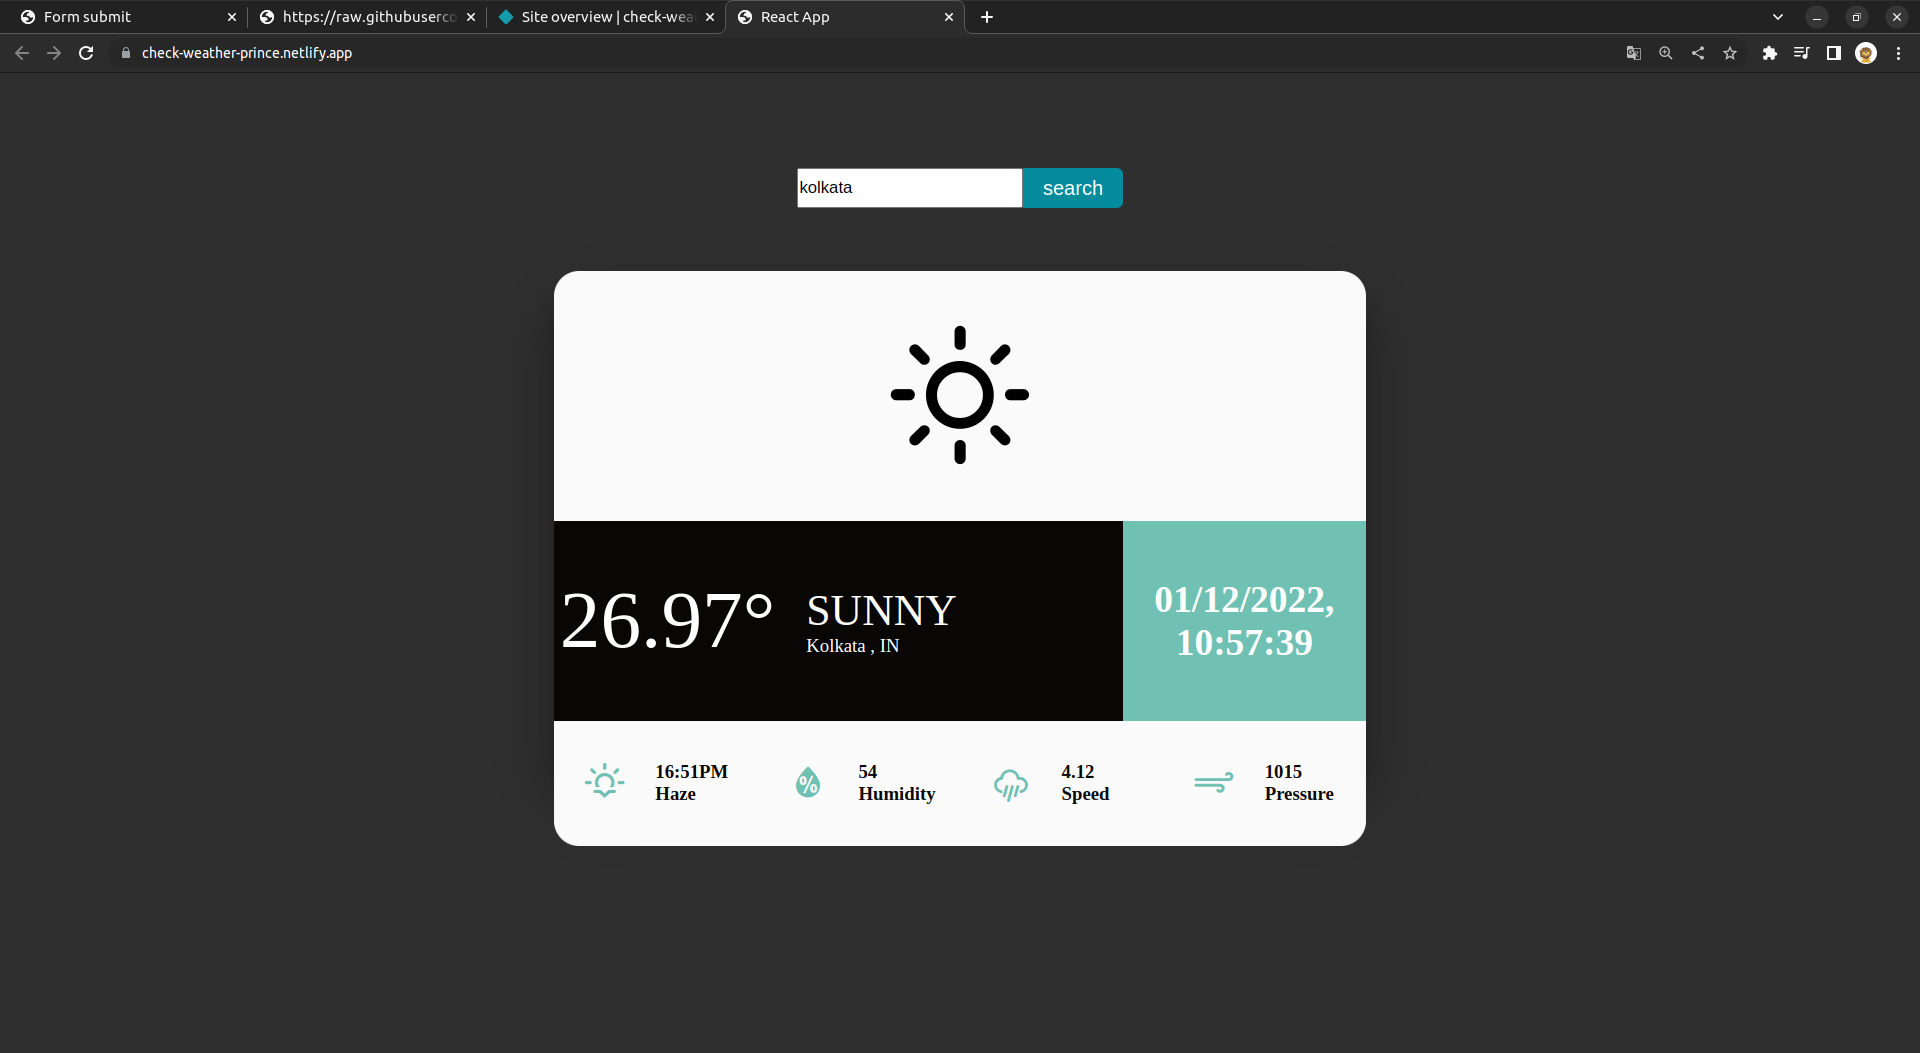 Form submit
https://raw.githubuserco
Site overview | check-wea
React App
check-weather-prince.netlify.app
kolkata
search
26.97°
SUNNY
Kolkata , IN
01/12/2022,
10:57:39
16:51PM
Haze
%
54
Humidity
4.12
Speed
1015
Pressure